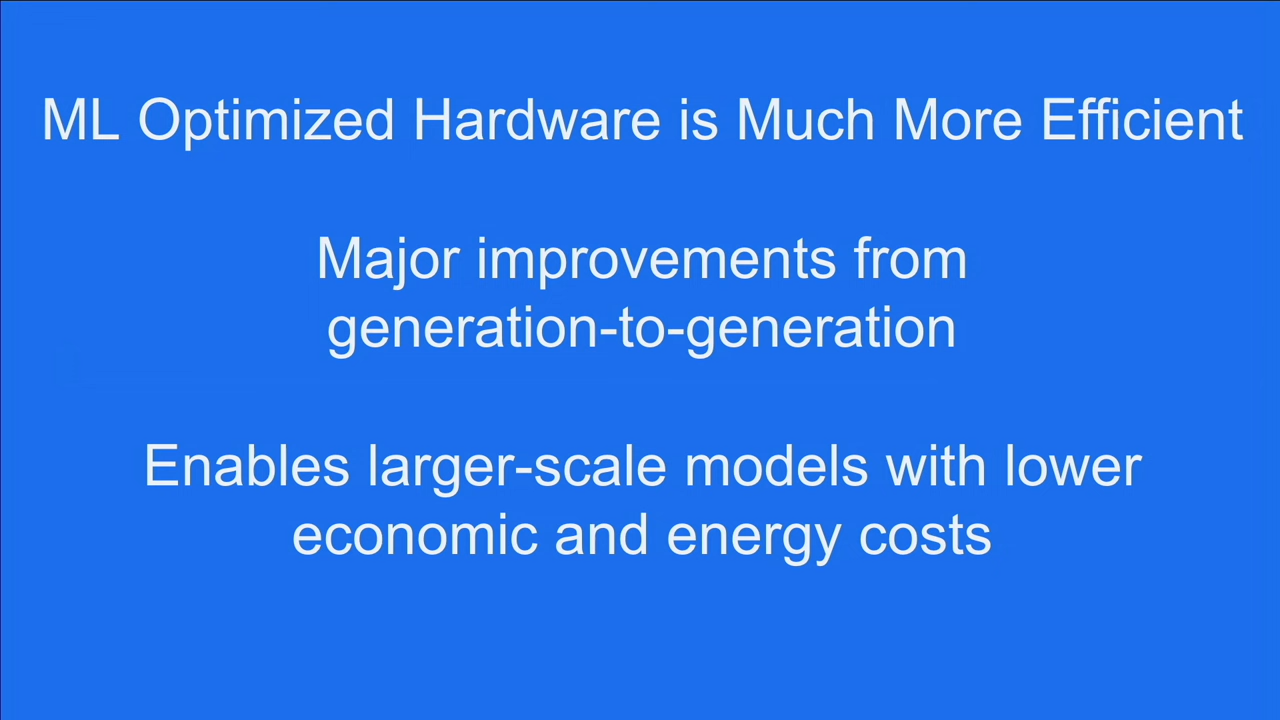 ML Optimized Hardware is Much More Efficient
Major improvements from
generation-to-generation
Enables larger-scale models with lower
economic and energy costs